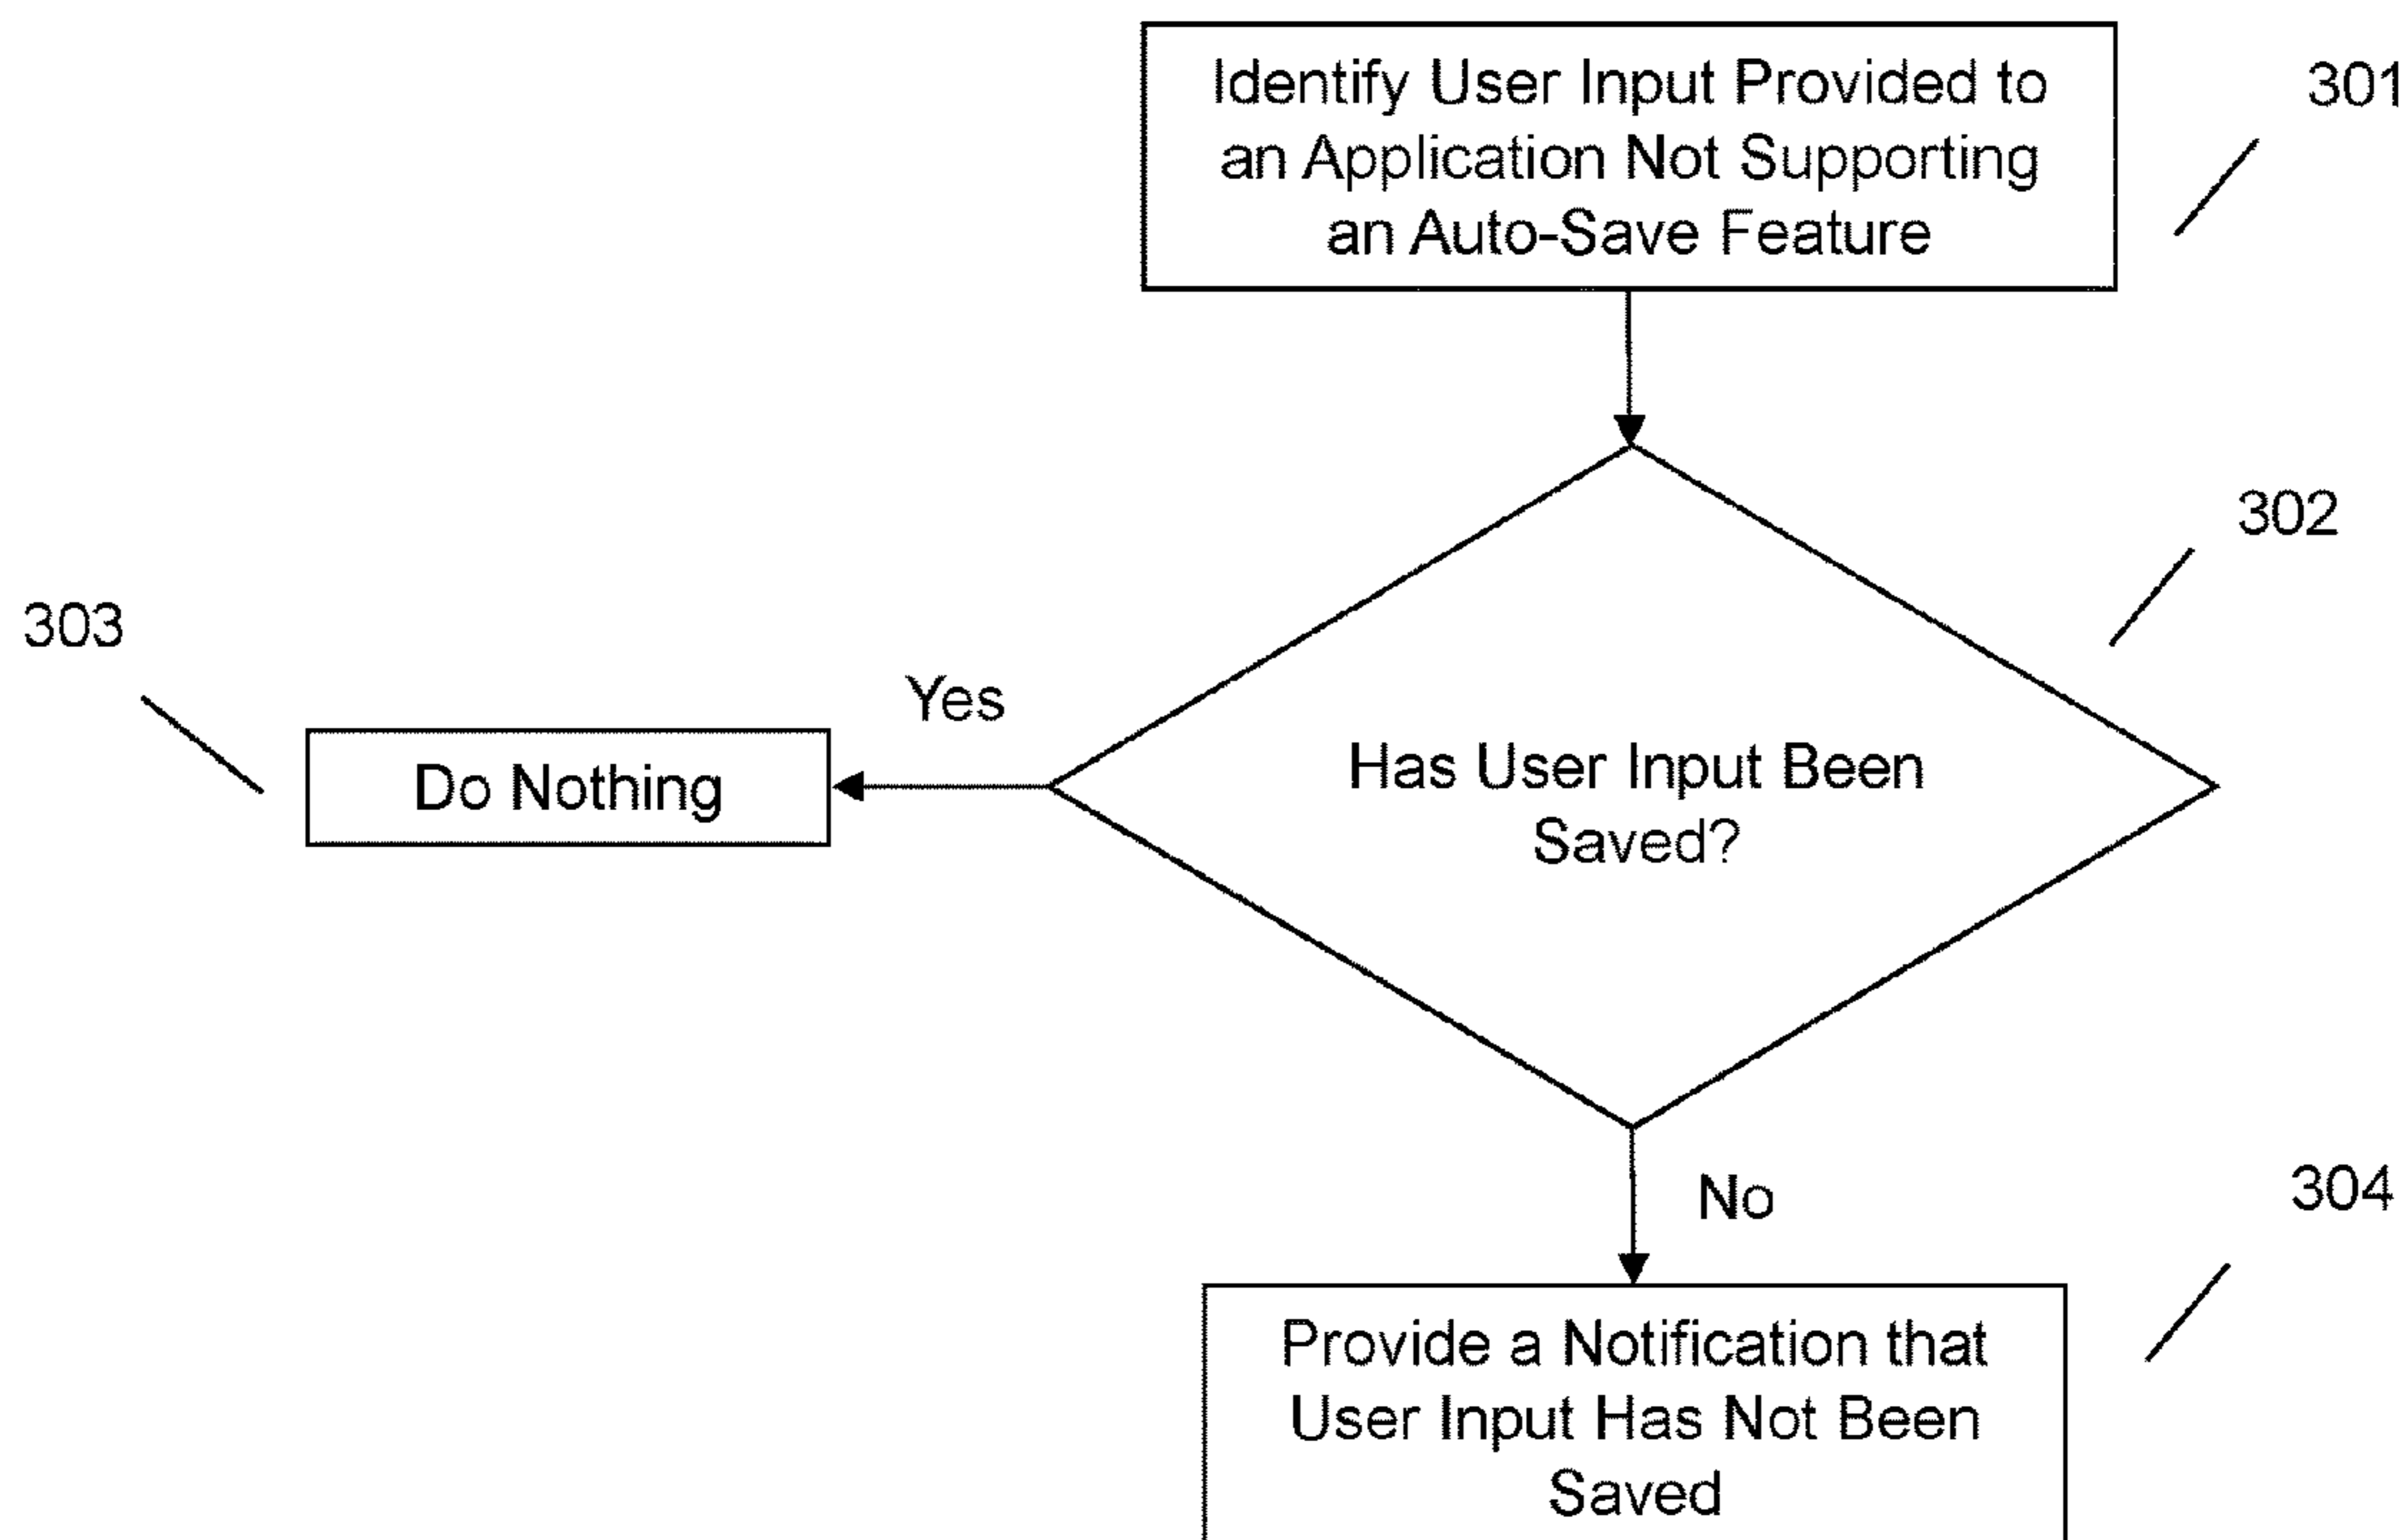 Identify User Input Provided to
an Application Not Supporting
an Auto-Save Feature
301
302
Has User Input Been
Saved?
303
Yes
Do Nothing
No
304
Provide a Notification that
User Input Has Not Been
Saved